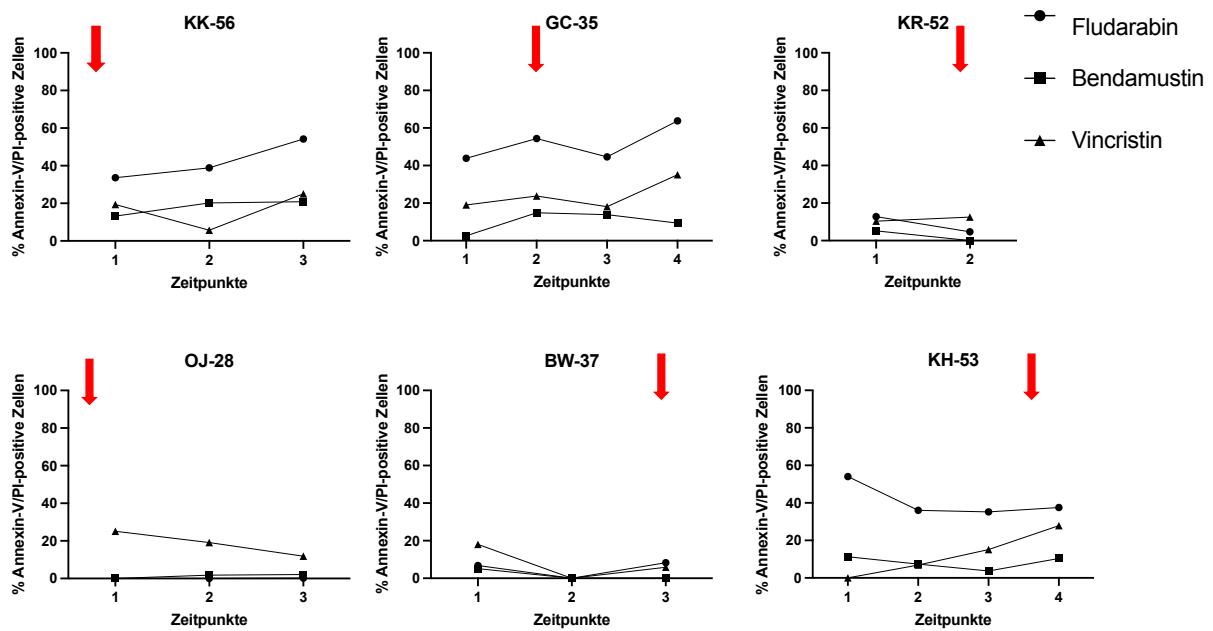 KK-56
% Annexin-V/PI-positive Zellen
100
80
60
40
20
0
1 2 3
Zeitpunkte
GC-35
% Annexin-V/PI-positive Zellen
100
80
60
40
20
0
1 2 3 4
Zeitpunkte
KR-52
% Annexin-V/PI-positive Zellen
100
80
60
40
20
0
1 2
Zeitpunkte
Fludarabin
Bendamustin
Vincristin
OJ-28
% Annexin-V/PI-positive Zellen
100
80
60
40
20
0
1 2 3
Zeitpunkte
BW-37
% Annexin-V/PI-positive Zellen
100
80
60
40
20
0
1 2 3
Zeitpunkte
KH-53
% Annexin-V/PI-positive Zellen
100
80
60
40
20
0
1 2 3 4
Zeitpunkte